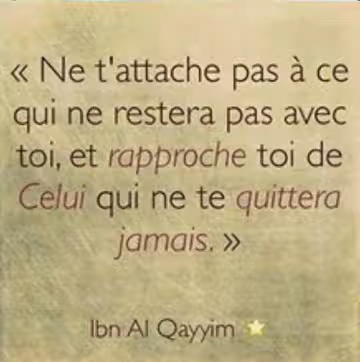 « Ne t'attache pas à ce
qui ne restera pas avec
toi, et rapproche toi de
Celui qui ne te quittera
jamais. »
Ibn Al Qayyim